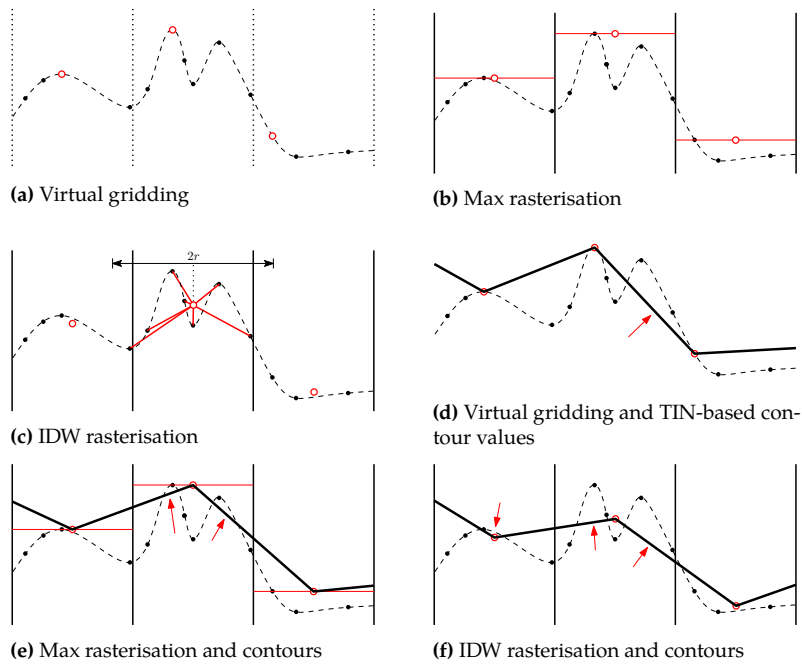 (a) Virtual gridding
(b) Max rasterisation
2r
(c) IDW rasterisation
(d) Virtual gridding and TIN-based con-
tour values
(e) Max rasterisation and contours
(f) IDW rasterisation and contours